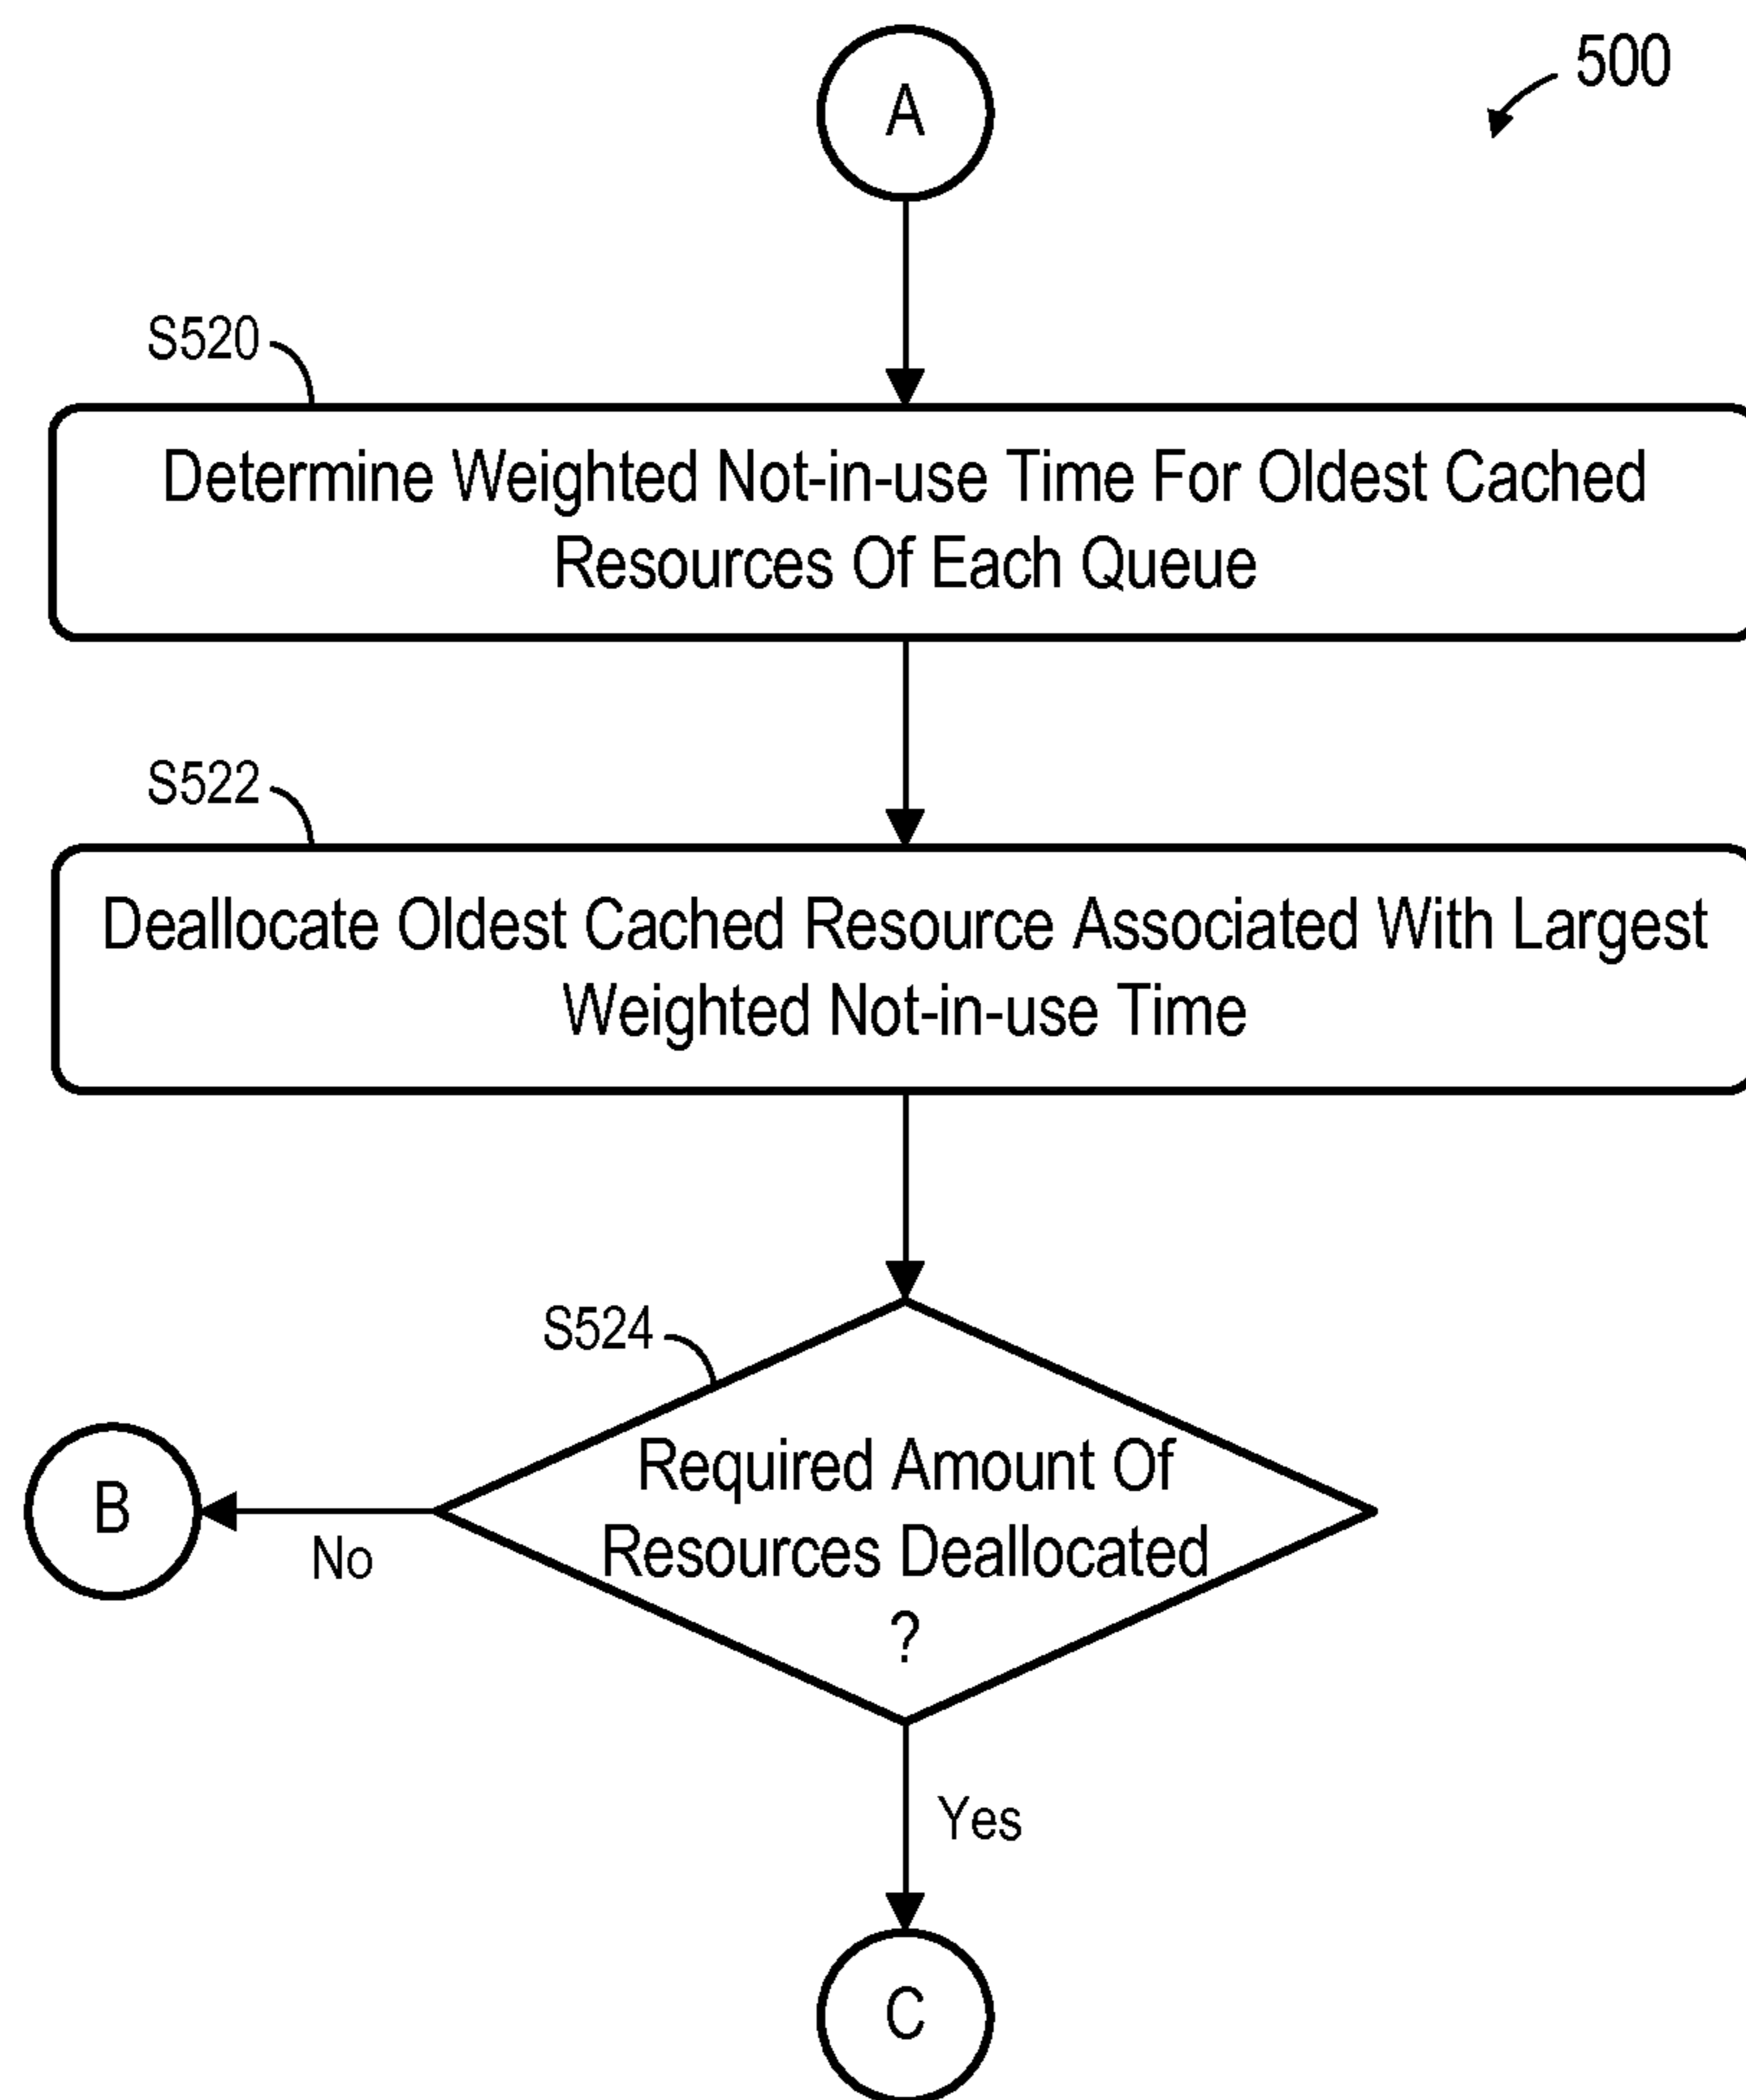 A
500
S520
Determine Weighted Not-in-use Time For Oldest Cached
Resources Of Each Queue
S522
Deallocate Oldest Cached Resource Associated With Largest
Weighted Not-in-use Time
S524
Required Amount Of
Resources Deallocated
?
B
No
Yes
C